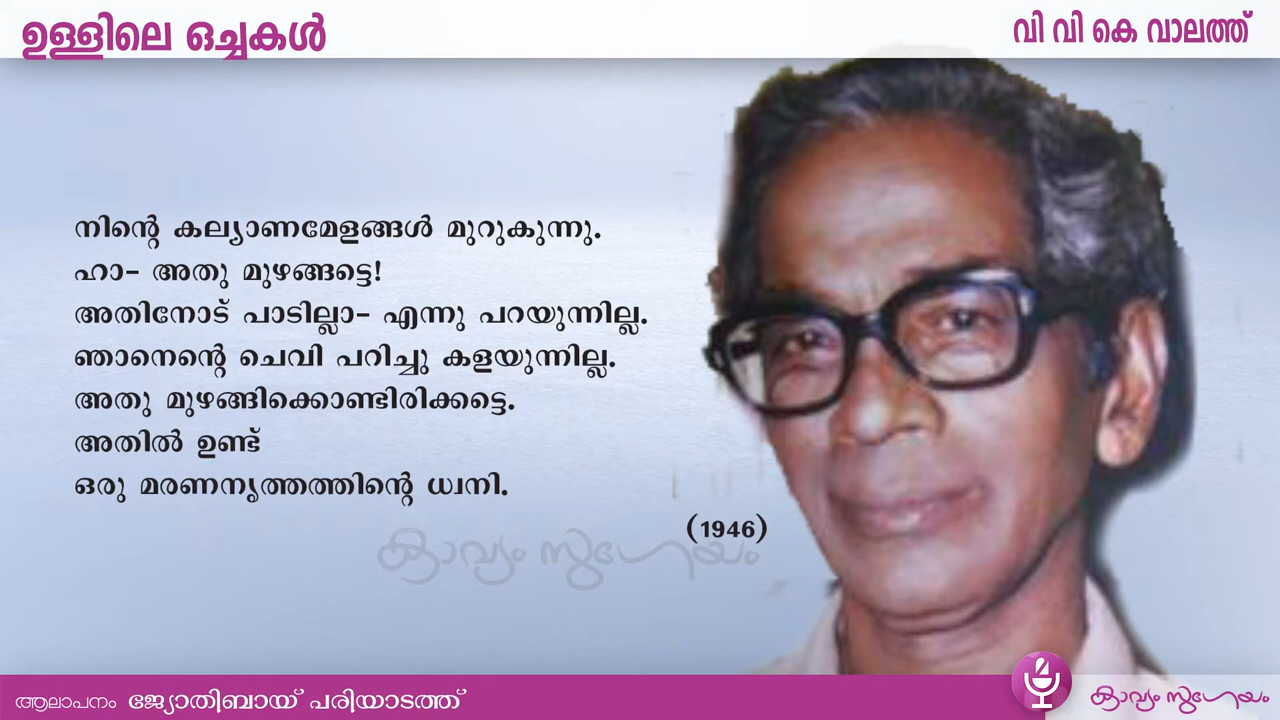 ഉള്ളിലെ ഒച്ചകൾ
വി വി കെ വാലത്ത്
നിന്റെ കല്യാണമേളങ്ങൾ മുറുകുന്നു.
ഹാ- അതു മുഴങ്ങട്ടെ!
അതിനോട് പാടില്ലാ- എന്നു പറയുന്നില്ല.
ഞാനെന്റെ ചെവി പറിച്ചു കളയുന്നില്ല.
അതു മുഴങ്ങിക്കൊണ്ടിരിക്കട്ടെ.
അതിൽ ഉണ്ട്
ഒരു മരണനൃത്തത്തിന്റെ ധ്വനി.
(1946)
കാവ്യം സുഗേയം
ആലാപനം ജ്യോതിബായ് പരിയാടത്ത്
കാവ്യം സുഗേയം